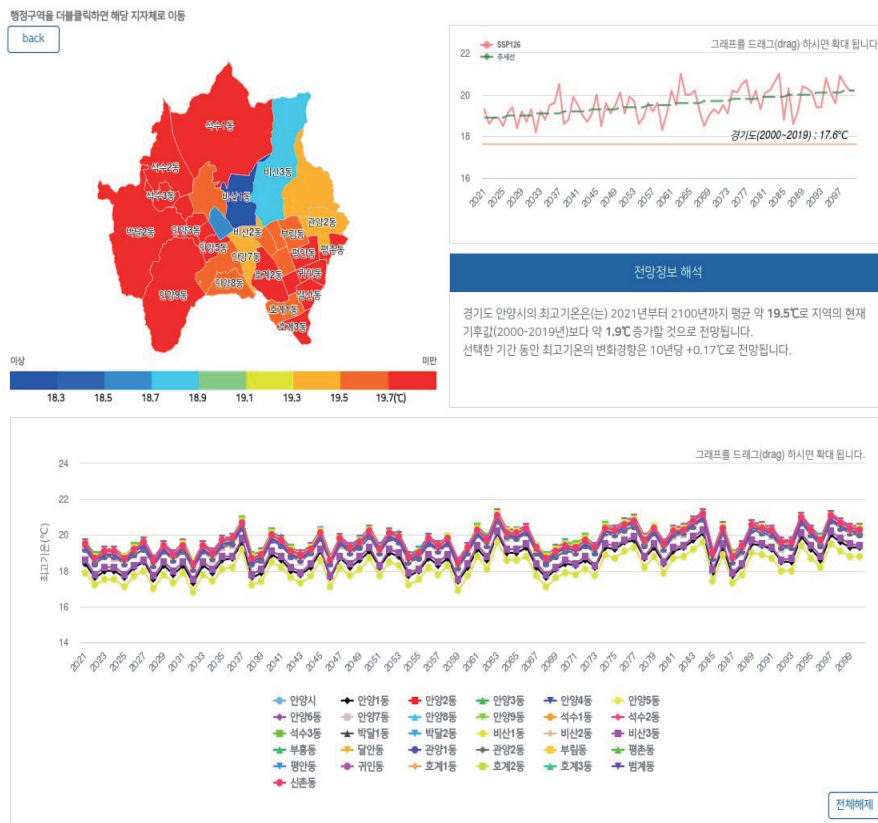 행정구역을 더블클릭하면 해당 지자체로 이동
back
석수1동
석수2동
비산3동
석수3동
비산1동
박달2동
안양3동
비산2동
관양2동
부림동
안양5동
안양7동
평안동
평촌동
호계2동
귀인동
안양9동
안양8동
갈산동
호계1동
호계3동
이상
미만
18.3 18.5 18.7 18.9 19.1 19.3 19.5 19.7(℃)
SSP126
추세선
그래프를 드래그(drag) 하시면 확대 됩니다
22
20
18
16
경기도(2000~2019) : 17.6℃
2021 2025 2029 2033 2037 2041 2045 2049 2053 2057 2061 2065 2069 2073 2077 2081 2085 2089 2093 2097
전망정보 해석
경기도 안양시의 최고기온은(는) 2021년부터 2100년까지 평균 약 19.5℃로 지역의 현재
기후값(2000-2019년)보다 약 1.9℃ 증가할 것으로 전망됩니다.
선택한 기간 동안 최고기온의 변화경향은 10년당 +0.17℃로 전망됩니다.
그래프를 드래그(drag) 하시면 확대 됩니다.
최고기온(℃)
24
22
20
18
16
14
2021 2023 2025 2027 2029 2031 2033 2035 2037 2039 2041 2043 2045 2047 2049 2051 2053 2055 2057 2059 2061 2063 2065 2067 2069 2071 2073 2075 2077 2079 2081 2083 2085 2087 2089 2091 2093 2095 2097 2099
안양시 안양1동 안양2동 안양3동 안양4동 안양5동
안양6동 안양7동 안양8동 안양9동 석수1동 석수2동
석수3동 박달1동 박달2동 비산1동 비산2동 비산3동
부흥동 달안동 관양1동 관양2동 부림동 평촌동
평안동 귀인동 호계1동 호계2동 호계3동 범계동
신촌동
전체해제